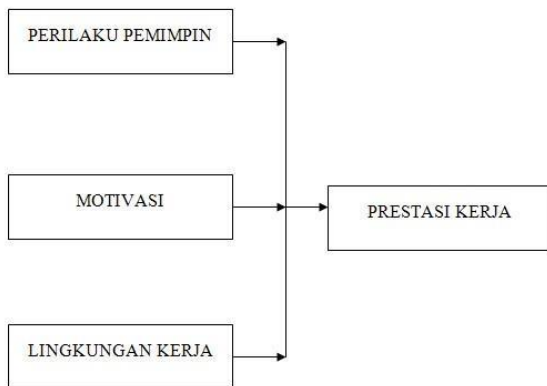 PERILAKU PEMIMPIN
MOTIVASI
PRESTASI KERJA
LINGKUNGAN KERJA